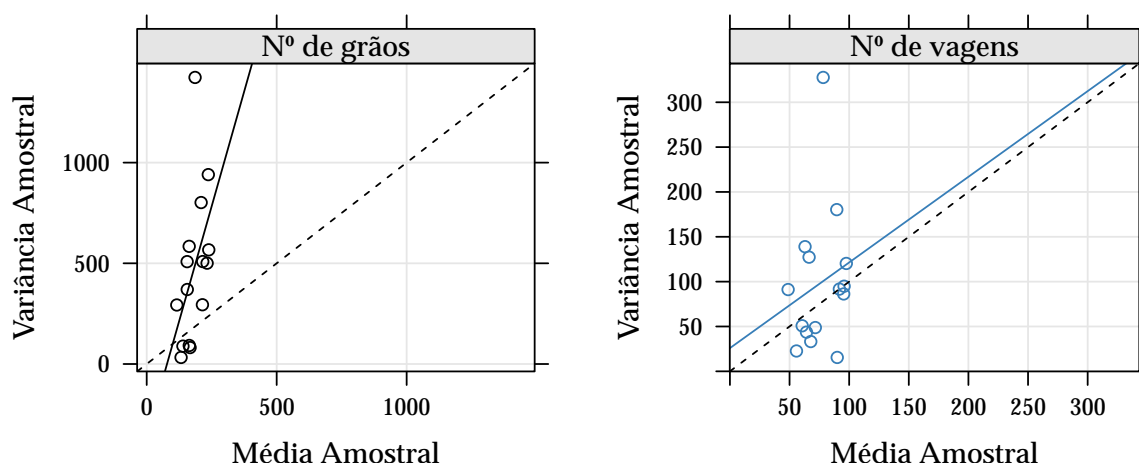 Nº de grãos
Variância Amostral
1000
500
0
0 500 1000
Média Amostral
Nº de vagens
Variância Amostral
300
250
200
150
100
50
50 100 150 200 250 300
Média Amostral